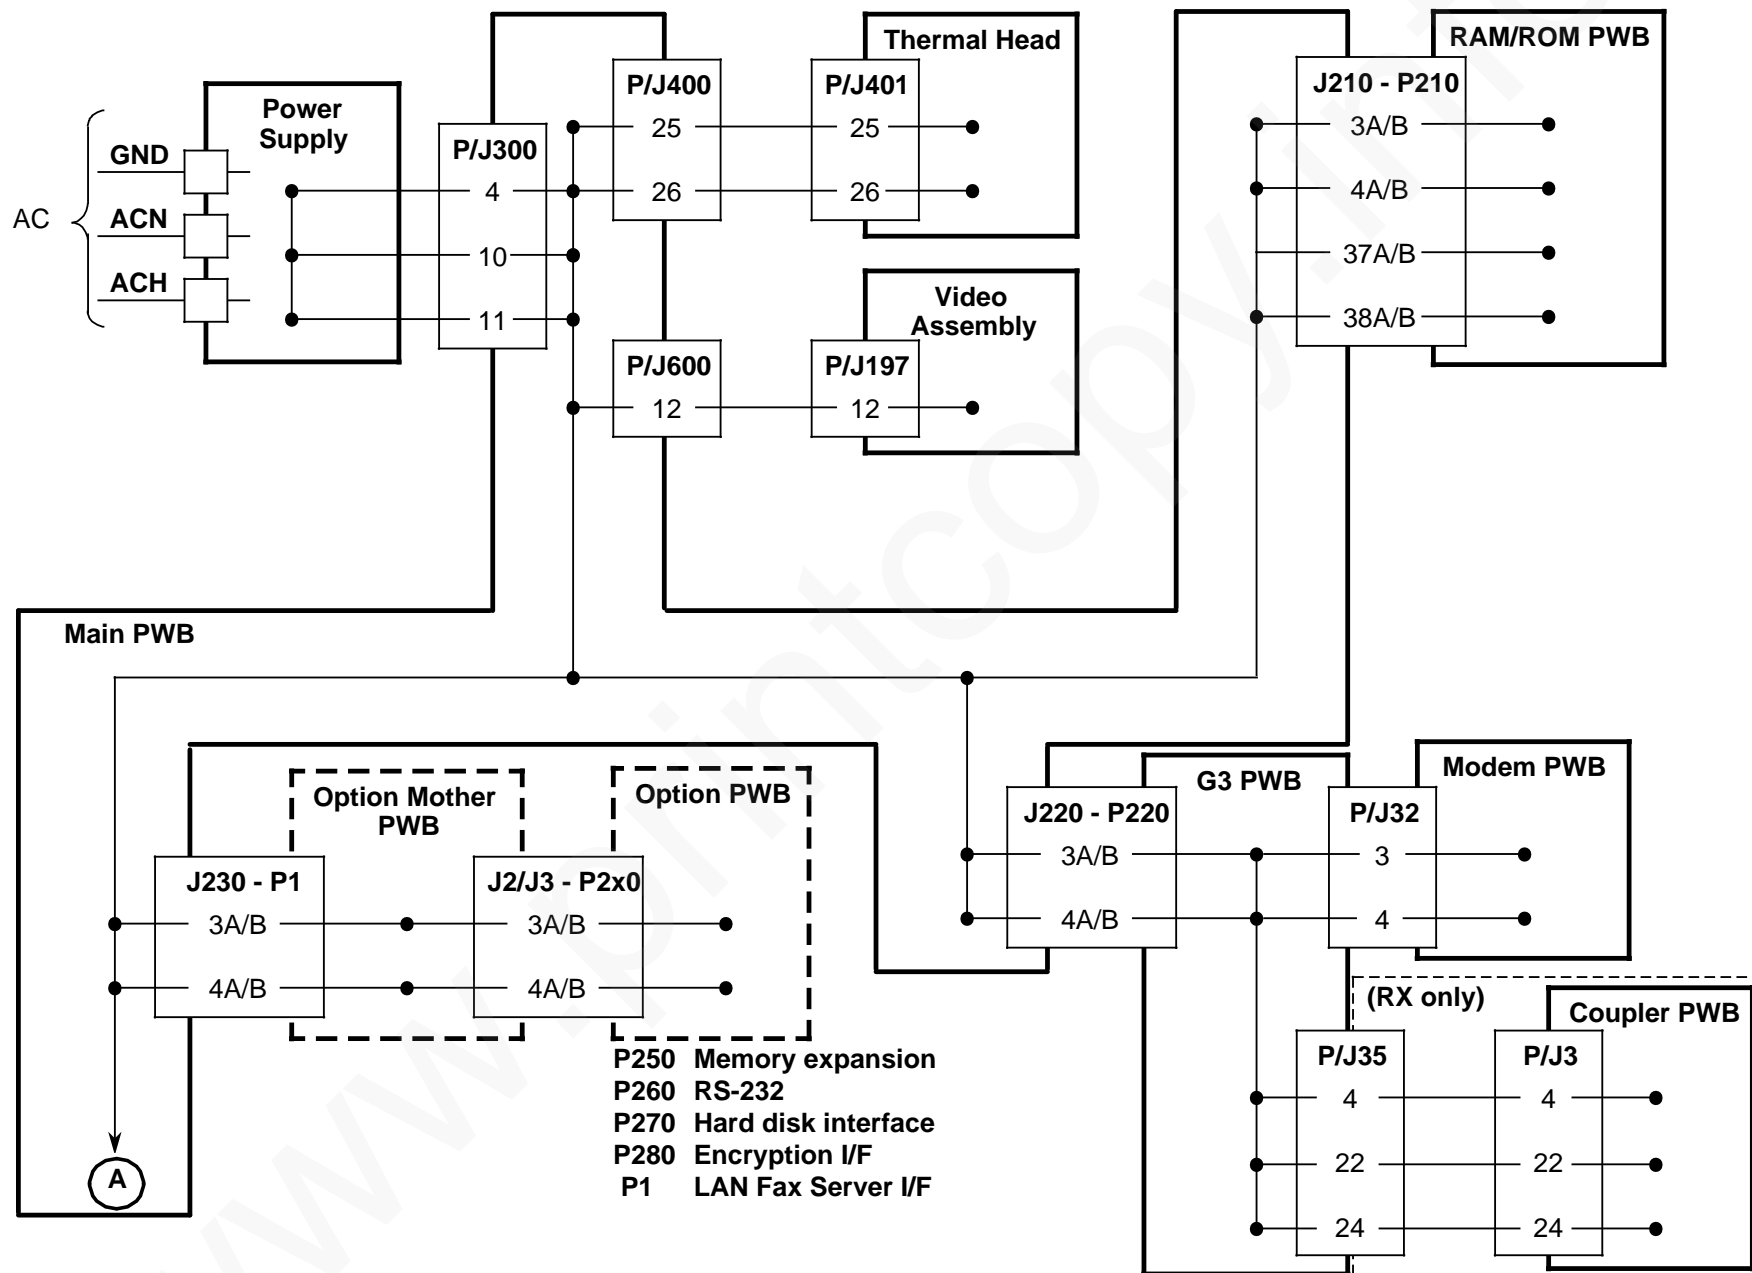 Thermal Head
RAM/ROM PWB
P/J400
P/J401
J210 - P210
Power
Supply
AC
GND
ACN
ACH
P/J300
4
10
11
25
25
26
26
3A/B
4A/B
37A/B
38A/B
Video
Assembly
P/J600
P/J197
12
12
Main PWB
Option Mother
PWB
Option PWB
G3 PWB
Modem PWB
J220 - P220
P/J32
3A/B
3
4A/B
4
J230 - P1
J2/J3 - P2x0
3A/B
3A/B
4A/B
4A/B
(RX only)
Coupler PWB
P/J35
P/J3
4
4
22
22
24
24
P250 Memory expansion
P260 RS-232
P270 Hard disk interface
P280 Encryption I/F
P1 LAN Fax Server I/F
A
www.printcopy.info